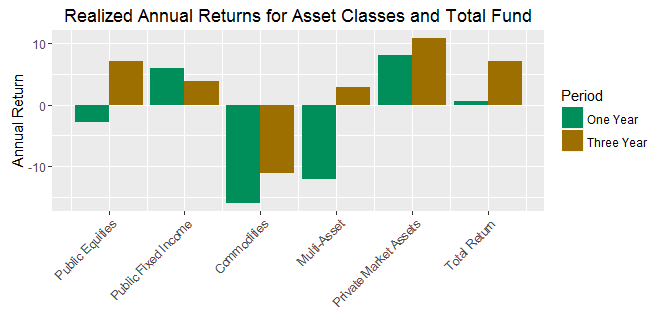 Realized Annual Returns for Asset Classes and Total Fund
Annual Return
10
0
-10
Public Equities
Public Fixed Income
Commodities
Multi-Asset
Private Market Assets
Total Return
Period
One Year
Three Year